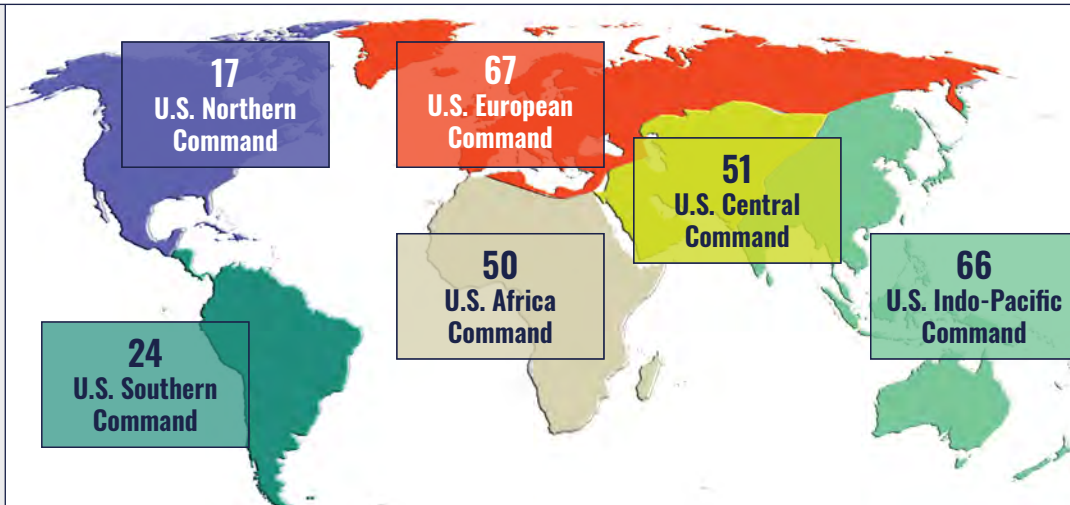 17
U.S. Northern
Command
67
U.S. European
Command
51
U.S. Central
Command
50
U.S. Africa
Command
66
U.S. Indo-Pacific
Command
24
U.S. Southern
Command